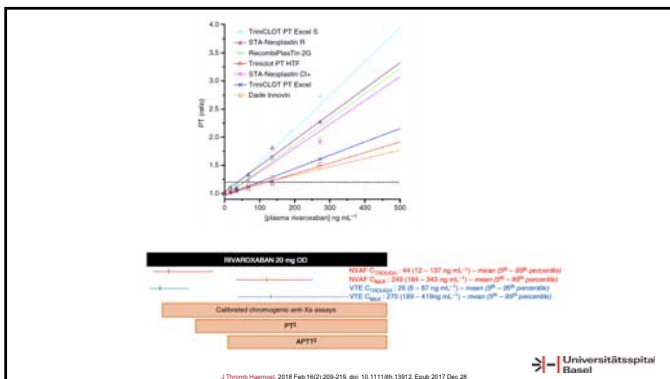 TriniCLOT PT Excel S
STA-Neoplastin R
RecombiPlasTin 2G
Triniclot PT HTF
STA-Neoplastin CI+
TriniCLOT PT Excel
Dade Innovin
4.0
3.5
3.0
2.5
2.0
1.5
1.0
PT (ratio)
0
100
200
300
400
500
[plasma rivaroxaban] ng mL⁻¹
RIVAROXABAN 20 mg OD
NVAF C TROUGH : 44 (12 – 137 ng mL⁻¹) – mean (5th – 95th percentile)
NVAF C MAX : 249 (184 – 343 ng mL⁻¹) – mean (5th – 95th percentile)
VTE C TROUGH : 26 (6 – 87 ng mL⁻¹) – mean (5th – 95th percentile)
VTE C MAX : 270 (189 – 419ng mL⁻¹) – mean (5th – 95th percentile)
Calibrated chromogenic anti-Xa assays
PT
APTT
J Thromb Haemost. 2018 Feb;16(2):209-219. doi: 10.1111/jth.13912. Epub 2017 Dec 28
Universitätsspital
Basel